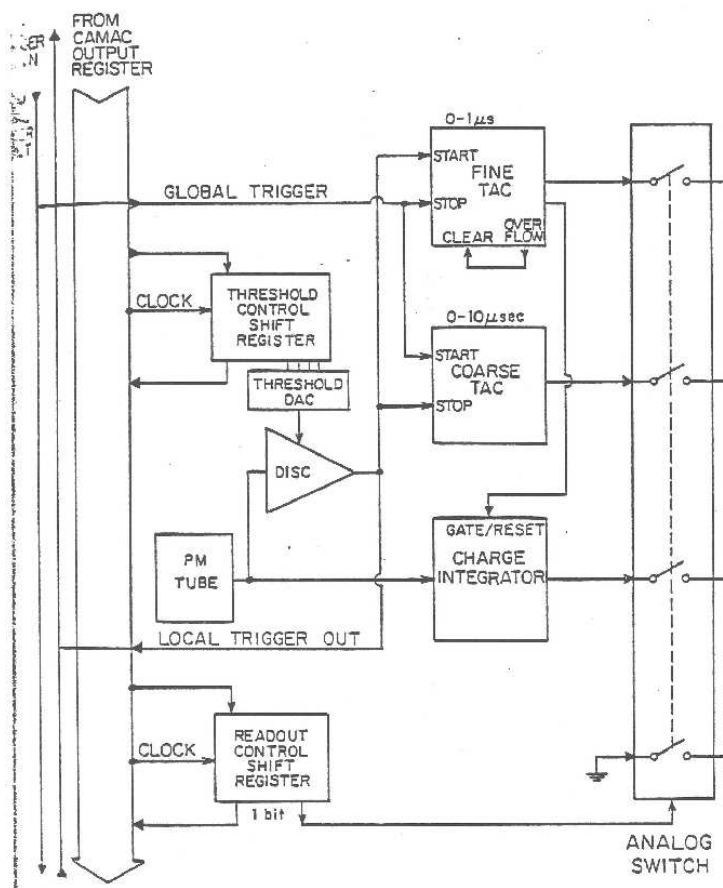 FROM
CAMAC
OUTPUT
REGISTER
ER
N
0-1μs
START
FINE
TAC
STOP
OVER
FLOW
CLEAR
GLOBAL TRIGGER
CLOCK
THRESHOLD
CONTROL
SHIFT
REGISTER
THRESHOLD
DAC
0-10μsec
START
COARSE
TAC
STOP
DISC
PM
TUBE
GATE/RESET
CHARGE
INTEGRATOR
LOCAL TRIGGER OUT
CLOCK
READOUT
CONTROL
SHIFT
REGISTER
1 bit
ANALOG
SWITCH